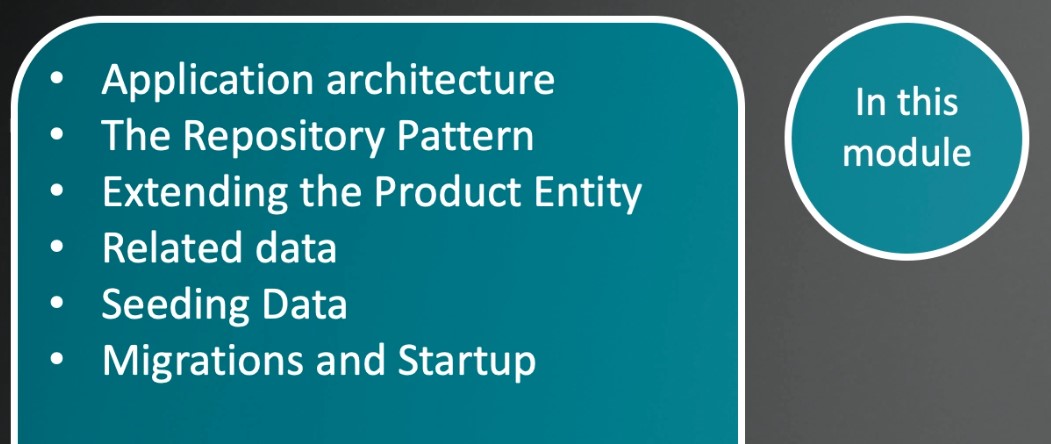 • Application architecture
• The Repository Pattern
• Extending the Product Entity
• Related data
• Seeding Data
• Migrations and Startup
In this
module